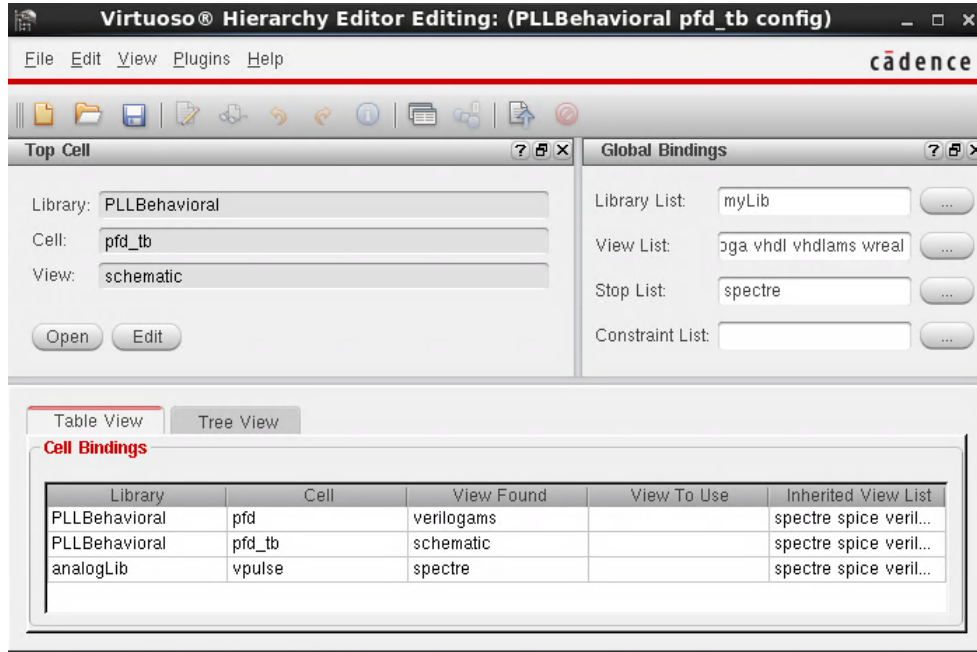 Virtuoso® Hierarchy Editor Editing: (PLLBehavioral pfd_tb config)
File Edit View Plugins Help
cādence
Top Cell
Library: PLLBehavioral
Cell: pfd_tb
View: schematic
Open Edit
Global Bindings
Library List: myLib ...
View List: oga vhdl vhdlams wreal ...
Stop List: spectre ...
Constraint List: ...
Table View Tree View
Cell Bindings
Library Cell View Found View To Use Inherited View List
PLLBehavioral pfd verilogams spectre spice veril...
PLLBehavioral pfd_tb schematic spectre spice veril...
analogLib vpulse spectre spectre spice veril...